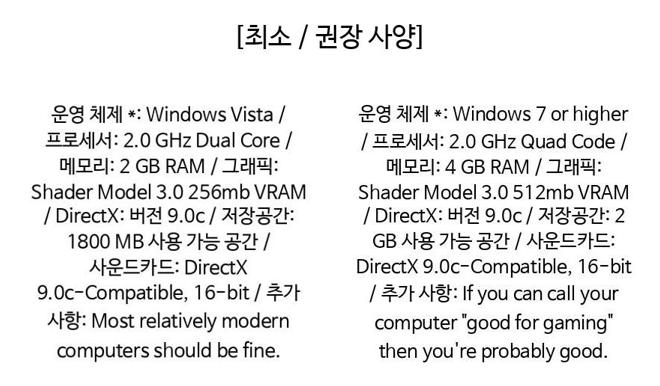 [최소 / 권장 사양]
운영 체제 *: Windows Vista /
프로세서: 2.0 GHz Dual Core /
메모리: 2 GB RAM / 그래픽:
Shader Model 3.0 256mb VRAM
/ DirectX: 버전 9.0c / 저장공간:
1800 MB 사용 가능 공간 /
사운드카드: DirectX
9.0c-Compatible, 16-bit / 추가
사항: Most relatively modern
computers should be fine.
운영 체제 *: Windows 7 or higher
/ 프로세서: 2.0 GHz Quad Code /
메모리: 4 GB RAM / 그래픽:
Shader Model 3.0 512mb VRAM
/ DirectX: 버전 9.0c / 저장공간: 2
GB 사용 가능 공간 / 사운드카드:
DirectX 9.0c-Compatible, 16-bit
/ 추가 사항: If you can call your
computer "good for gaming"
then you're probably good.